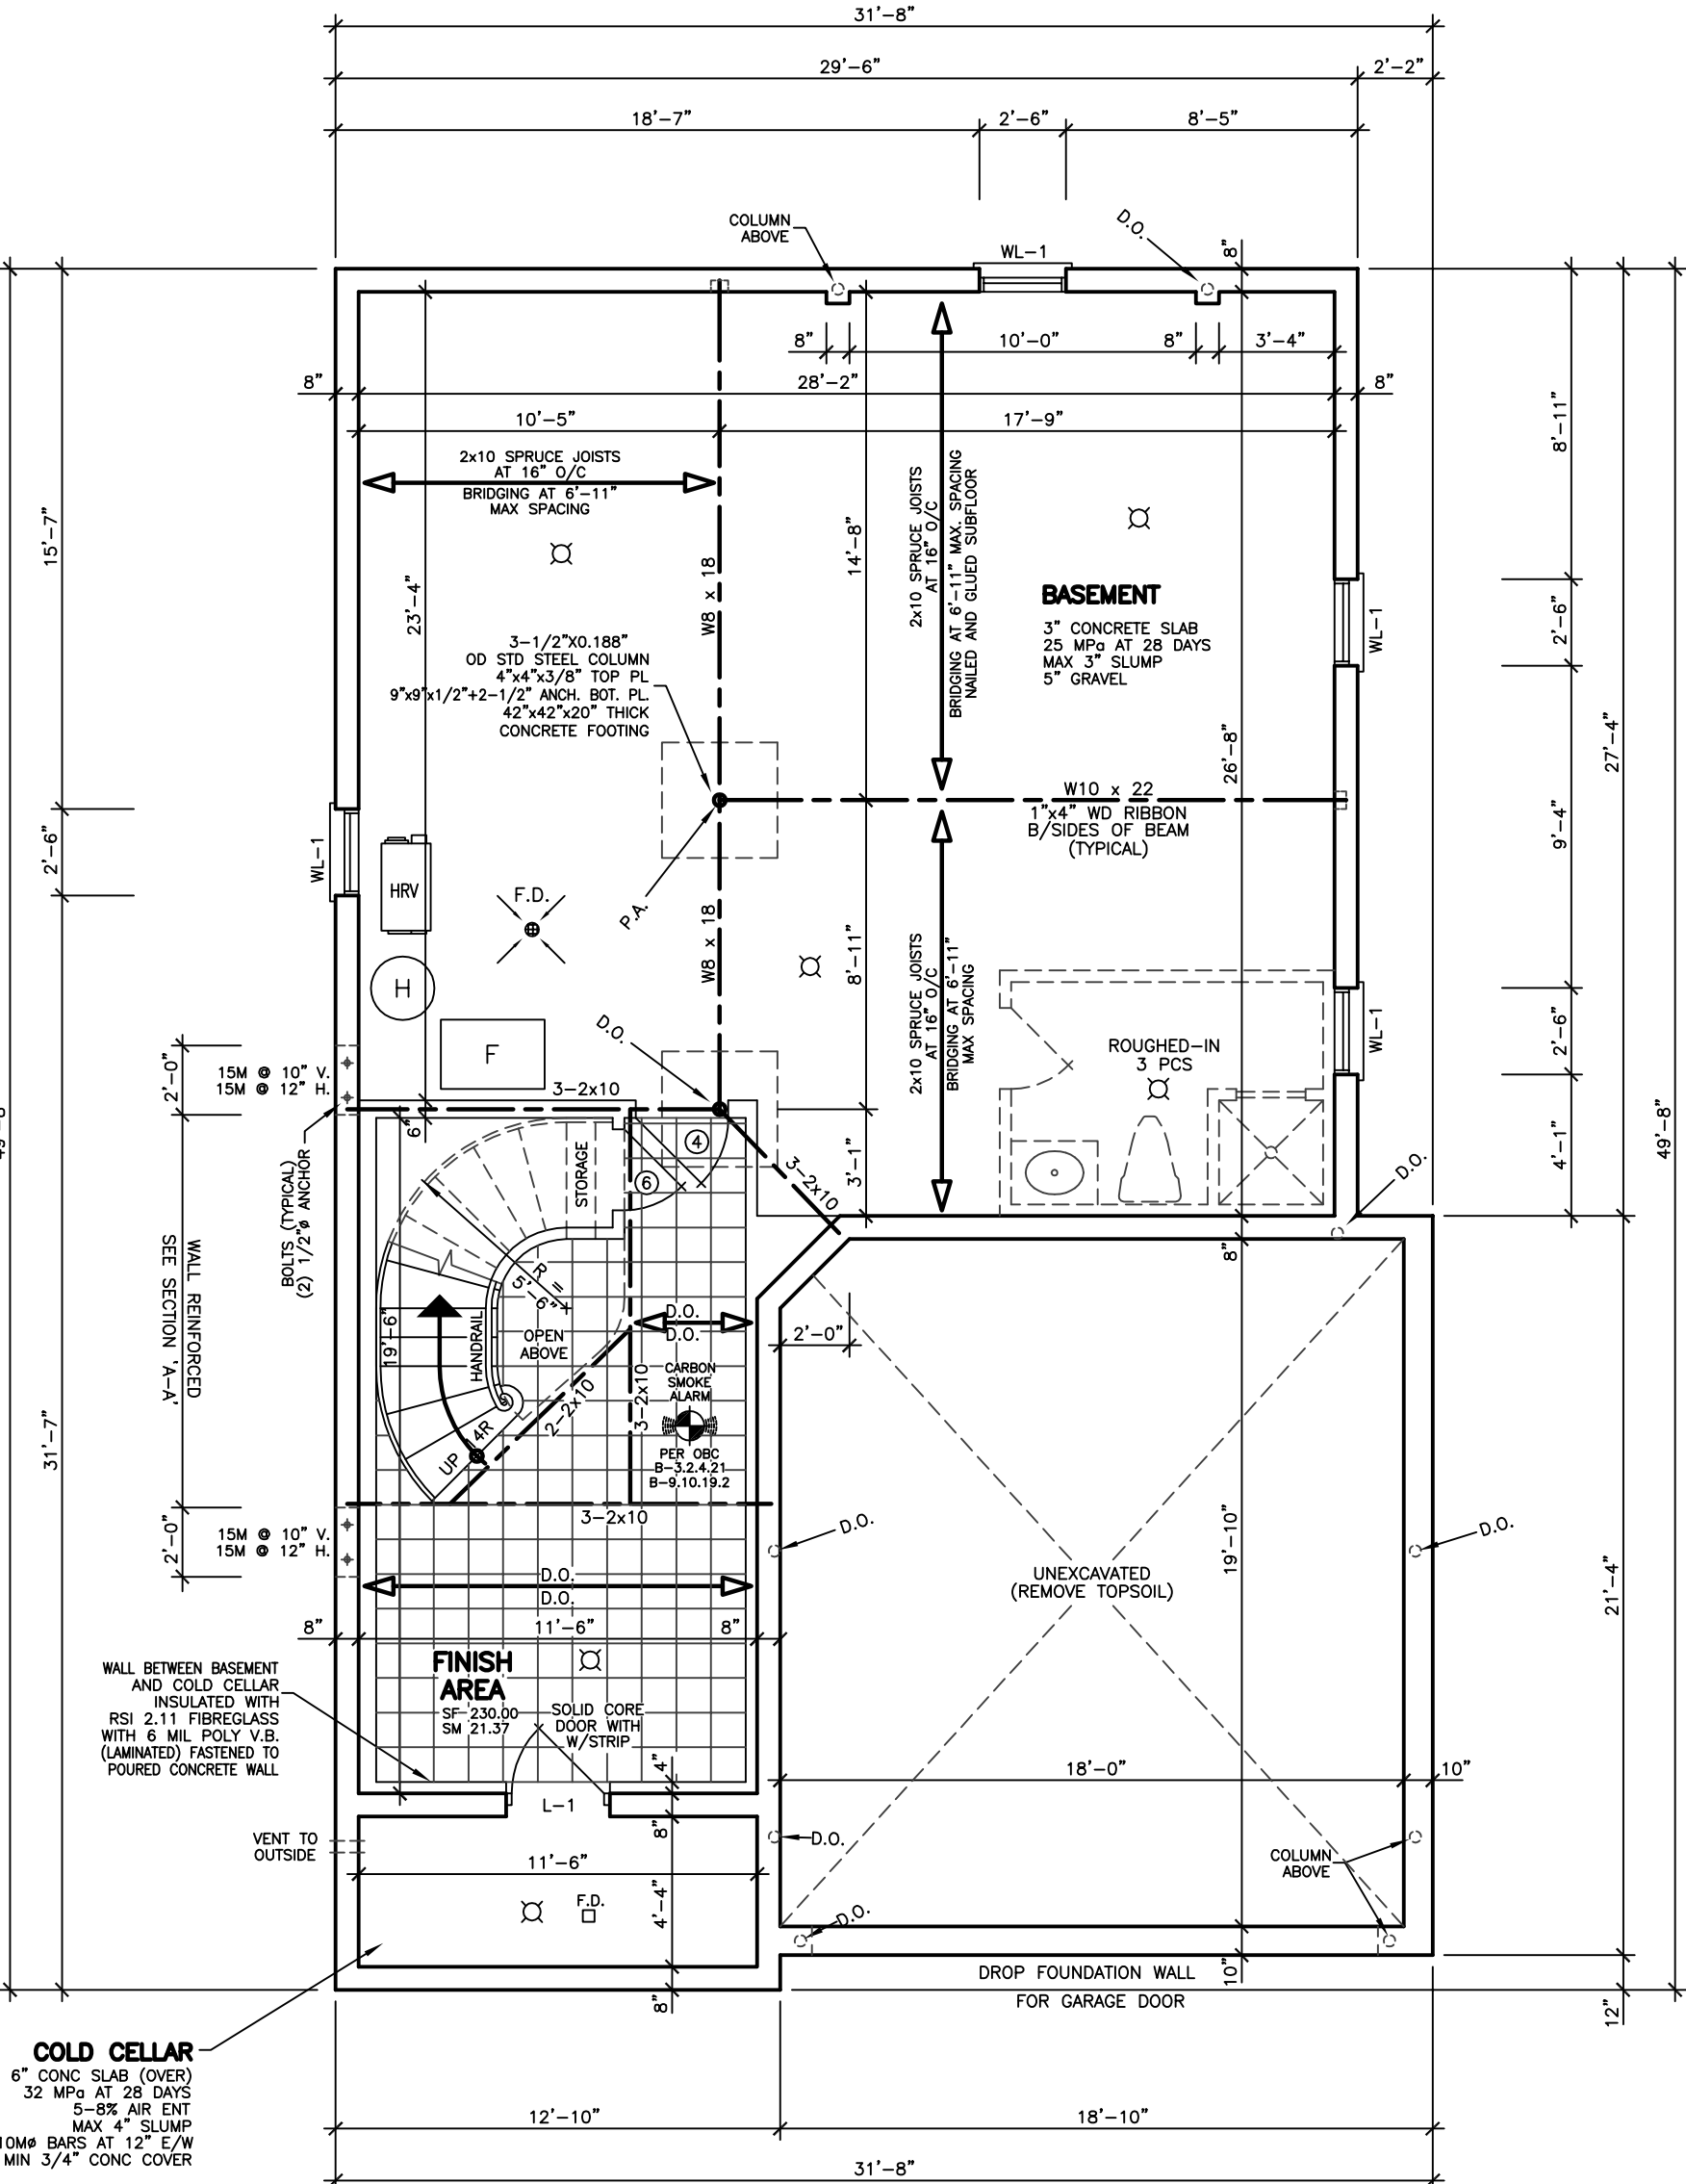 31'-8"
29'-6"
2'-2"
18'-7"
2'-6"
8'-5"
COLUMN
ABOVE
WL-1
D.O.
8"
8"
10'-0"
8"
3'-4"
8"
28'-2"
8"
10'-5"
17'-9"
2x10 SPRUCE JOISTS
AT 16" O/C
BRIDGING AT 6'-11"
MAX SPACING
15'-7"
23'-4"
W8 x 18
14'-8"
2x10 SPRUCE JOISTS
AT 16" O/C
BRIDGING AT 6'-11" MAX. SPACING
NAILED AND GLUED SUBFLOOR
BASEMENT
3" CONCRETE SLAB
25 MPa AT 28 DAYS
MAX 3" SLUMP
5" GRAVEL
8'-11"
2'-6"
WL-1
27'-4"
3-1/2"X0.188"
OD STD STEEL COLUMN
4"x4"x3/8" TOP PL
9"x9"x1/2"+2-1/2" ANCH. BOT. PL.
42"x42"x20" THICK
CONCRETE FOOTING
26'-8"
W10 x 22
1"x4" WD RIBBON
B/SIDES OF BEAM
(TYPICAL)
9'-4"
2'-6"
WL-1
HRV
F.D.
P.A.
W8 x 18
8'-11"
H
F
D.O.
2x10 SPRUCE JOISTS
AT 16" O/C
BRIDGING AT 6'-11"
MAX SPACING
ROUGHED-IN
3 PCS
WL-1
2'-6"
4'-1"
49'-8"
2'-0"
15M @ 10" V.
15M @ 12" H.
3-2x10
6"
STORAGE
4
6
3-2x10
3'-1"
D.O.
8"
(2) 1/2"ø ANCHOR
BOLTS (TYPICAL)
WALL REINFORCED
SEE SECTION 'A-A'
R =
5'-6"
19'-6"
HANDRAIL
OPEN
ABOVE
D.O.
D.O.
2'-0"
CARBON
SMOKE
ALARM
PER OBC
B-3.2.4.21
B-9.10.19.2
2-2x10
3-2x10
UP 14R
3-2x10
31'-7"
2'-0"
15M @ 10" V.
15M @ 12" H.
D.O.
D.O.
D.O.
D.O.
19'-10"
UNEXCAVATED
(REMOVE TOPSOIL)
21'-4"
8"
11'-6"
8"
FINISH
AREA
SF 230.00
SM 21.37
SOLID CORE
DOOR WITH
W/STRIP
WALL BETWEEN BASEMENT
AND COLD CELLAR
INSULATED WITH
RSI 2.11 FIBREGLASS
WITH 6 MIL POLY V.B.
(LAMINATED) FASTENED TO
POURED CONCRETE WALL
4"
18'-0"
10"
L-1
8"
D.O.
VENT TO
OUTSIDE
11'-6"
COLUMN
ABOVE
4'-4"
F.D.
D.O.
8"
10"
DROP FOUNDATION WALL
FOR GARAGE DOOR
12"
COLD CELLAR
6" CONC SLAB (OVER)
32 MPa AT 28 DAYS
5-8% AIR ENT
MAX 4" SLUMP
10Mø BARS AT 12" E/W
MIN 3/4" CONC COVER
12'-10"
18'-10"
31'-8"